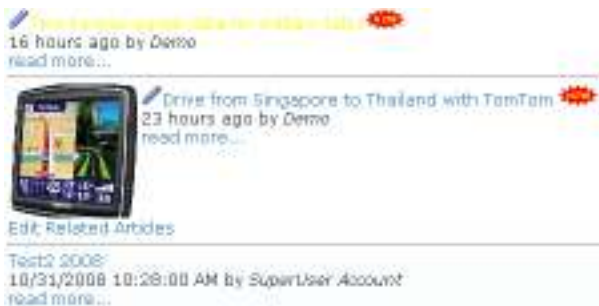 16 hours ago by Demo
read more...
Drive from Singapore to Thailand with TomTom
23 hours ago by Demo
read more...
Edit Related Articles
Test2 2008
10/31/2008 10:28:00 AM by SuperUser Account
read more...